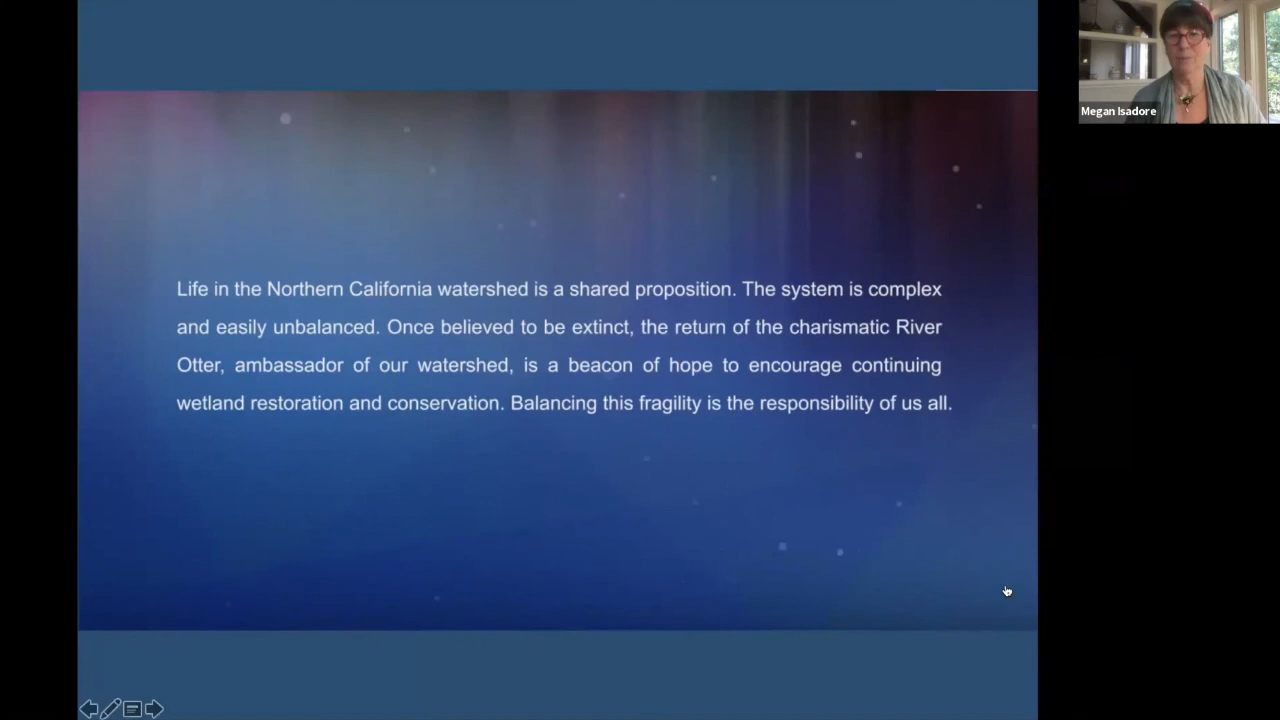 Megan Isadore
Life in the Northern California watershed is a shared proposition. The system is complex
and easily unbalanced. Once believed to be extinct, the return of the charismatic River
Otter, ambassador of our watershed, is a beacon of hope to encourage continuing
wetland restoration and conservation. Balancing this fragility is the responsibility of us all.